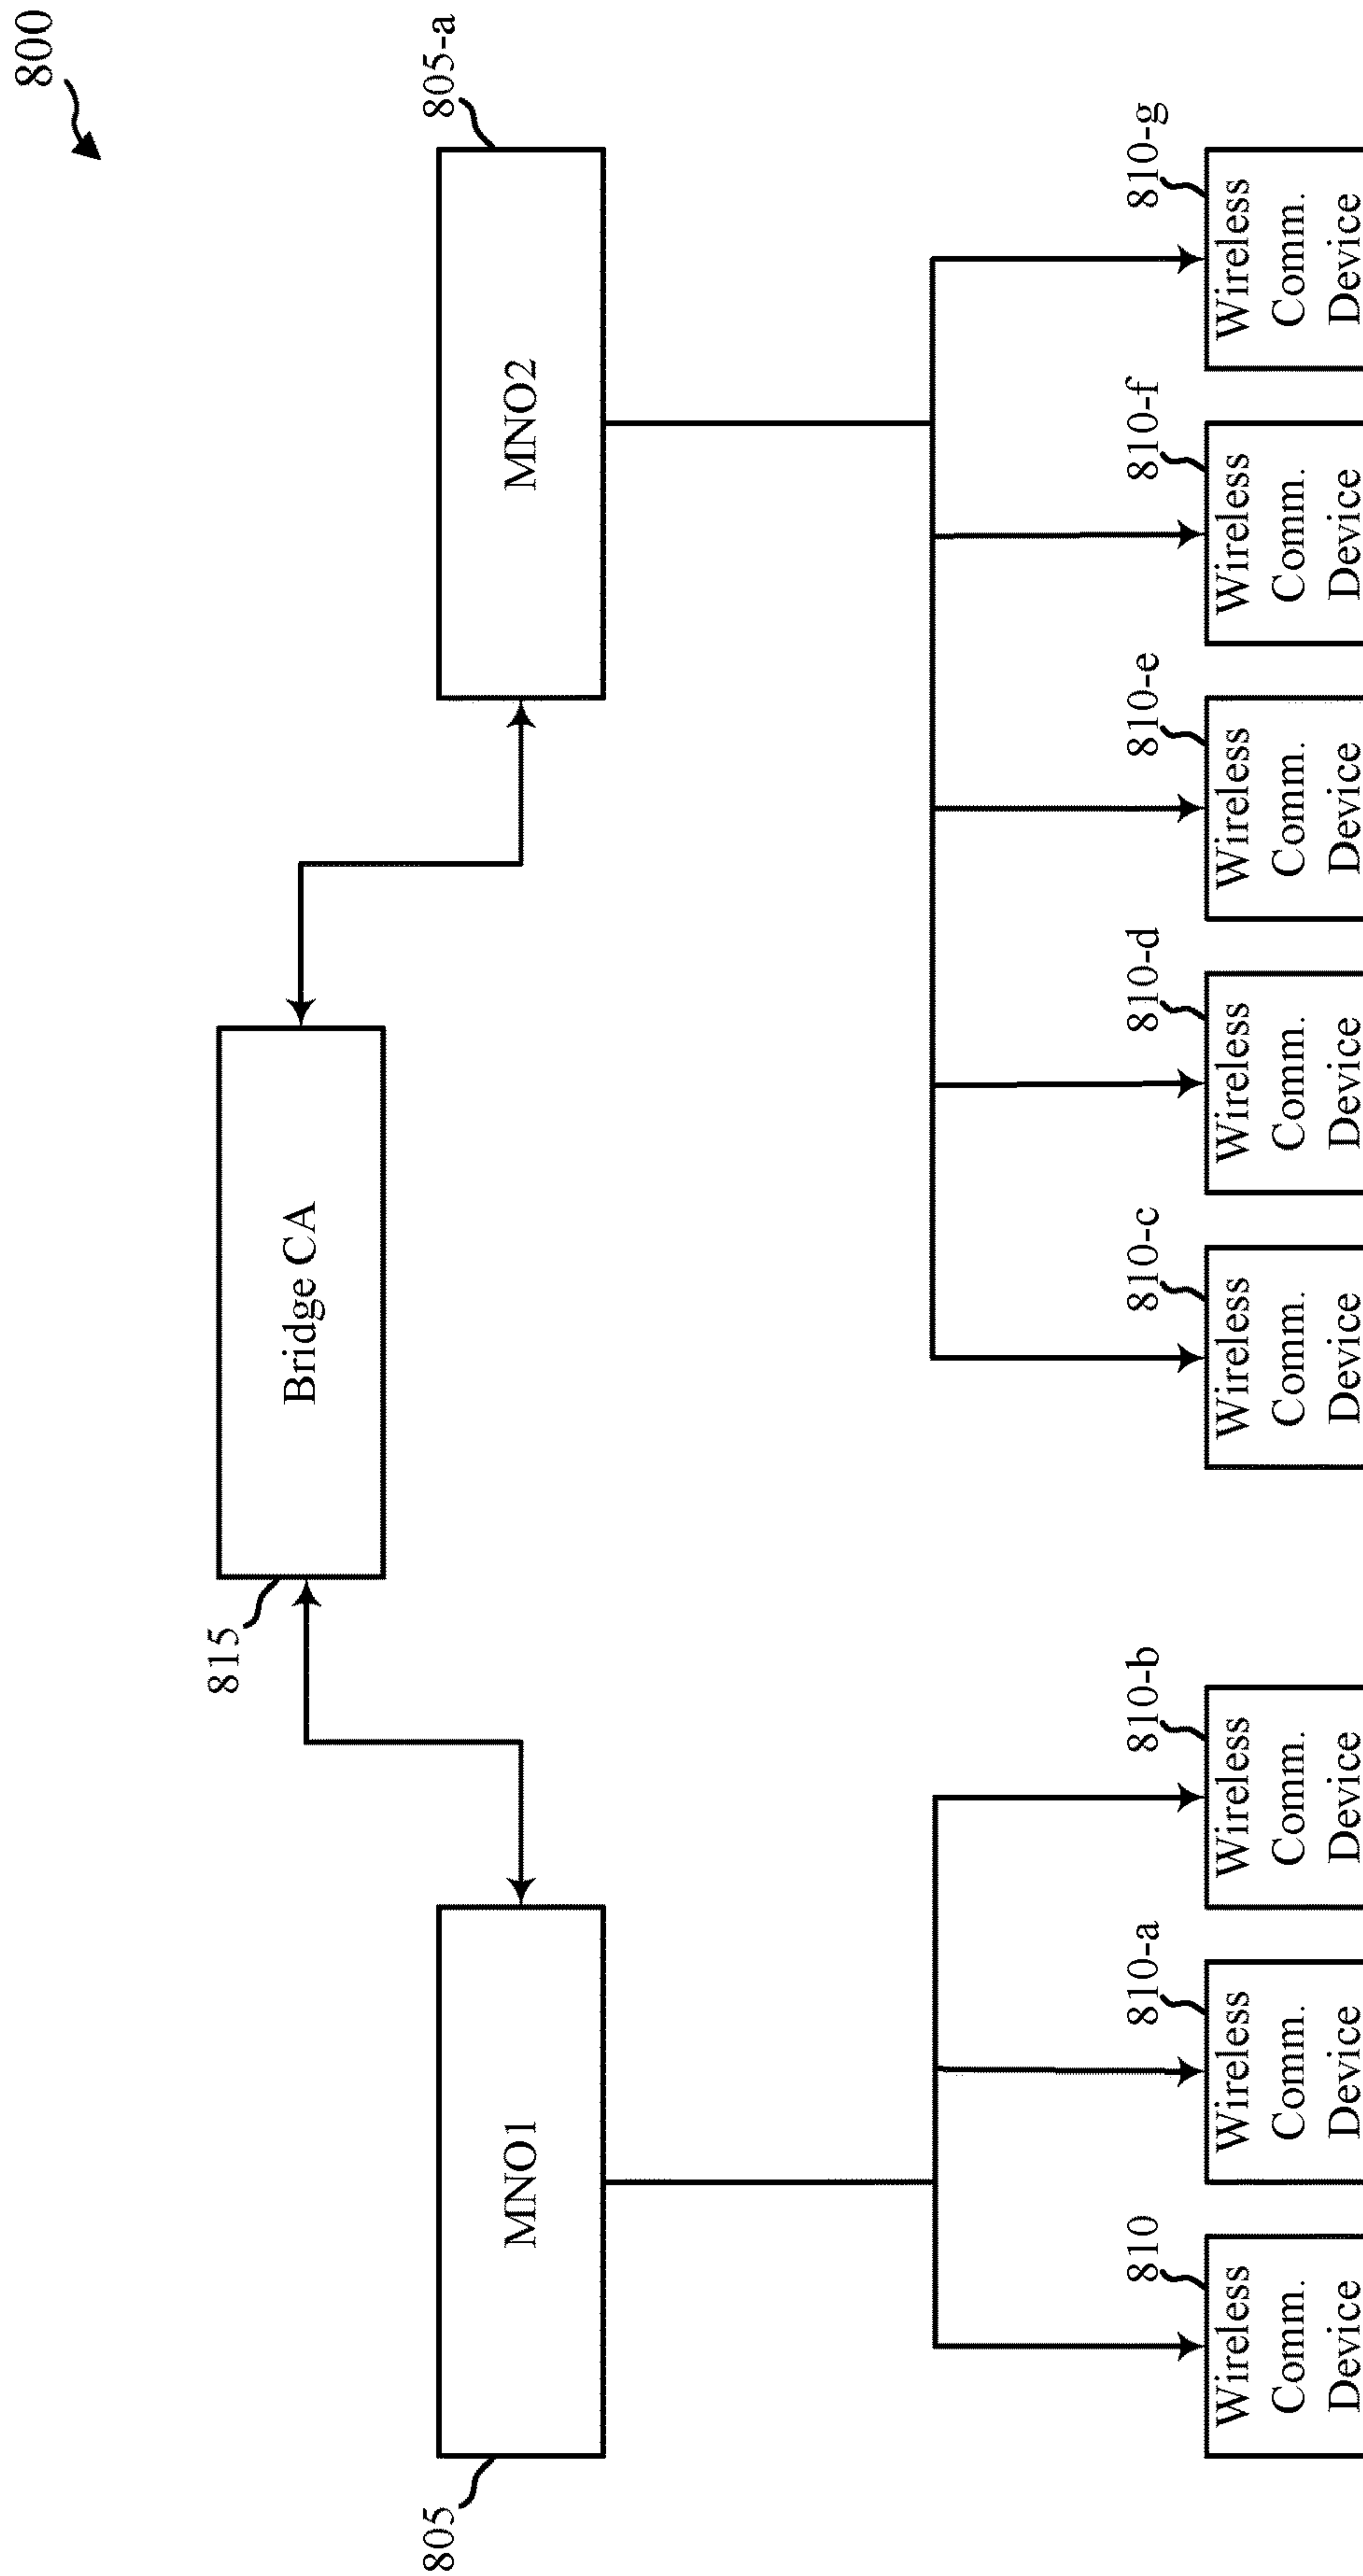 800
815
Bridge CA
805
MNO1
805-a
MNO2
810
Wireless
Comm.
Device
810-a
Wireless
Comm.
Device
810-b
Wireless
Comm.
Device
810-c
Wireless
Comm.
Device
810-d
Wireless
Comm.
Device
810-e
Wireless
Comm.
Device
810-f
Wireless
Comm.
Device
810-g
Wireless
Comm.
Device